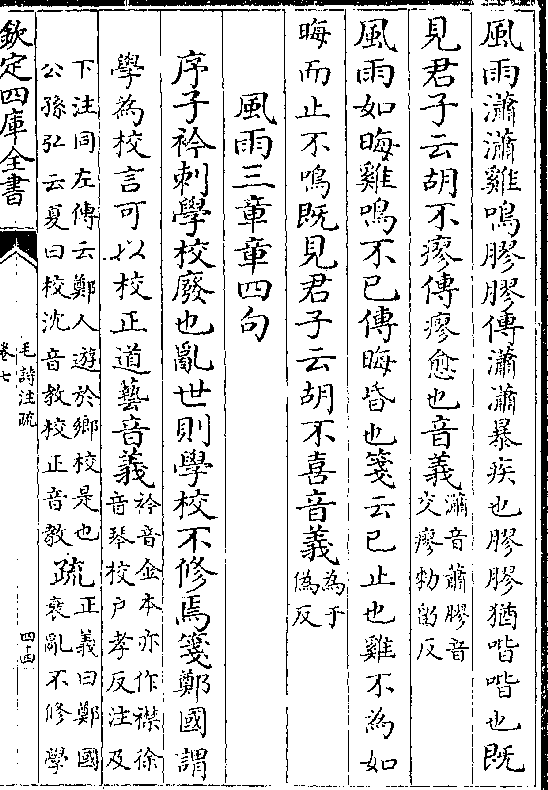 風雨瀟瀟雞鳴膠膠傳瀟瀟暴疾也膠膠猶喈喈也既
見君子云胡不瘳傳瘳愈也音義瀟音蕭膠音
交瘳勑留反
風雨如晦雞鳴不已傳晦昏也箋云已止也雞不為如
晦而止不鳴既見君子云胡不喜音義為于
偽反
風雨三章章四句
序子衿刺學校廢也亂世則學校不修焉箋鄭國謂
學為校言可以校正道藝音義衿音金本亦作襟徐
音琴校户孝反注及
下注同左傳云鄭人遊於鄉校是也
公孫弘云夏曰校沈音教校正音教疏正義曰鄭國
衰亂不修學
欽定四庫全書
毛詩注疏
卷七
四十四